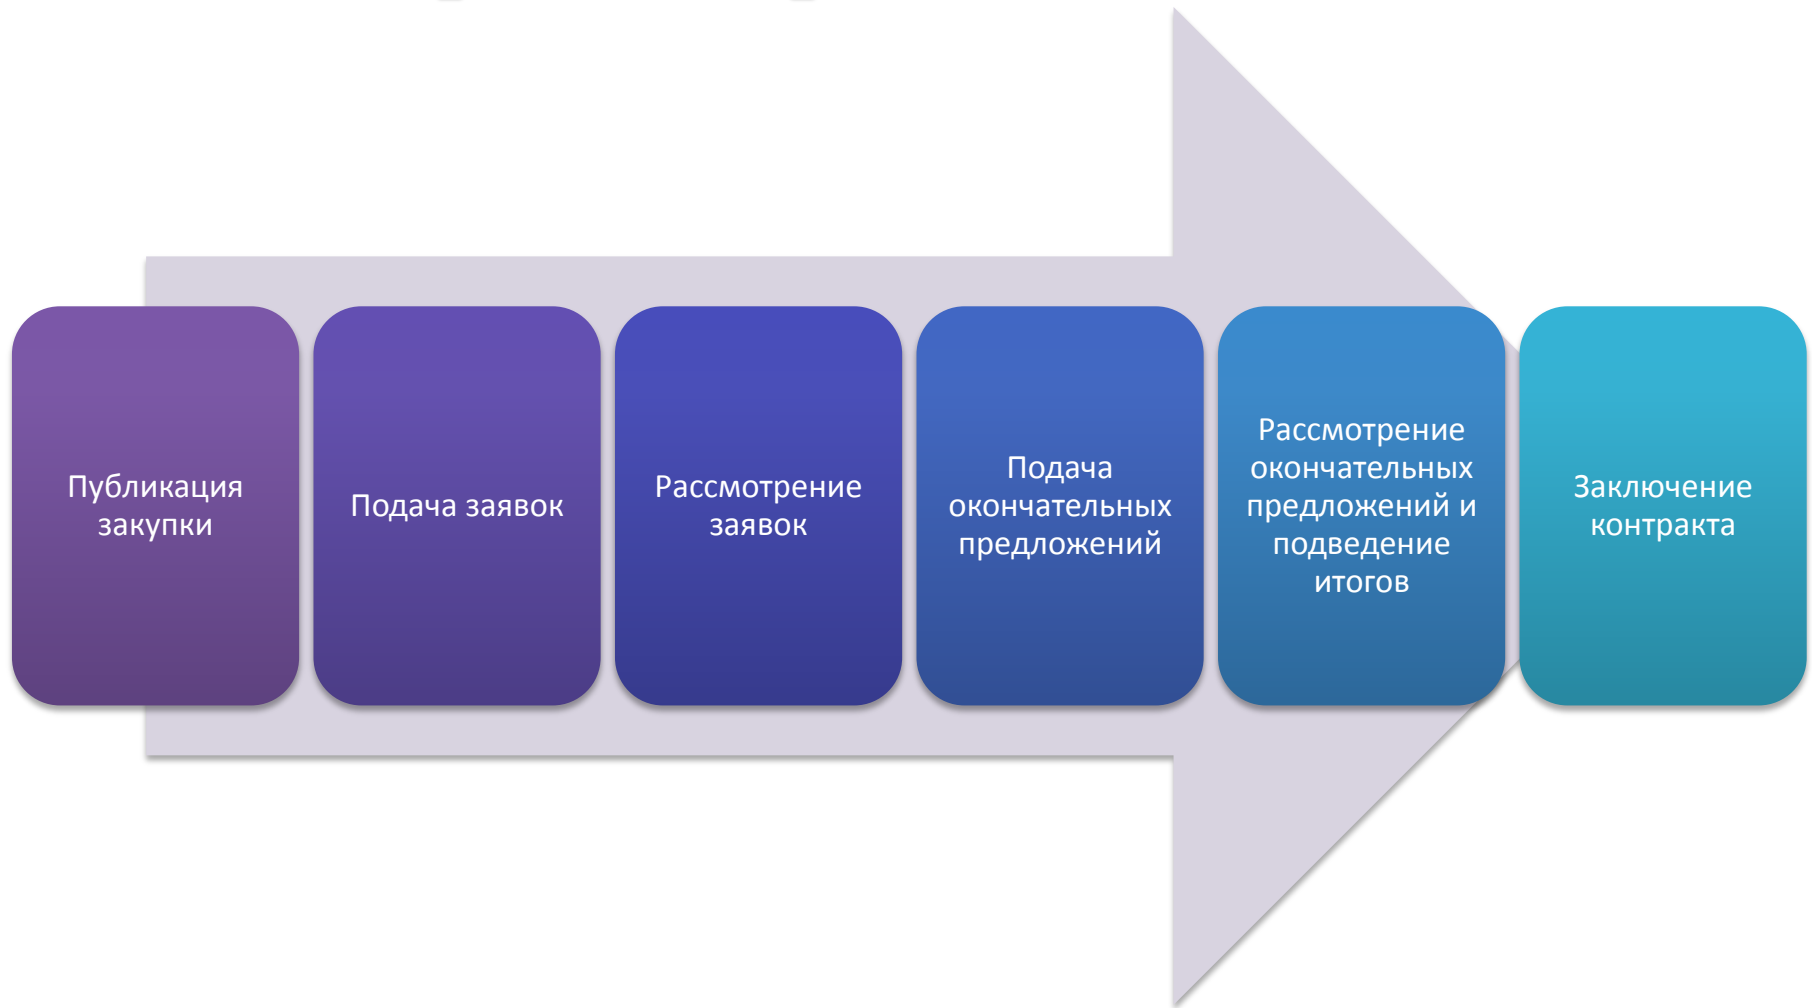 Публикация
закупки
Подача заявок
Рассмотрение
заявок
Подача
окончательных
предложений
Рассмотрение
окончательных
предложений и
подведение
итогов
Заключение
контракта